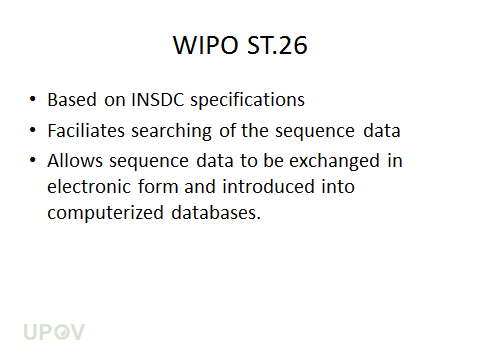 WIPO ST.26
• Based on INSDC specifications
• Faciliates searching of the sequence data
• Allows sequence data to be exchanged in
electronic form and introduced into
computerized databases.
UPOV